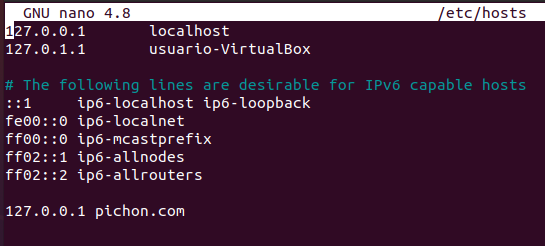 GNU nano 4.8 /etc/hosts
127.0.0.1 localhost
127.0.1.1 usuario-VirtualBox
# The following lines are desirable for IPv6 capable hosts
::1 ip6-localhost ip6-loopback
fe00::0 ip6-localnet
ff00::0 ip6-mcastprefix
ff02::1 ip6-allnodes
ff02::2 ip6-allrouters
127.0.0.1 pichon.com